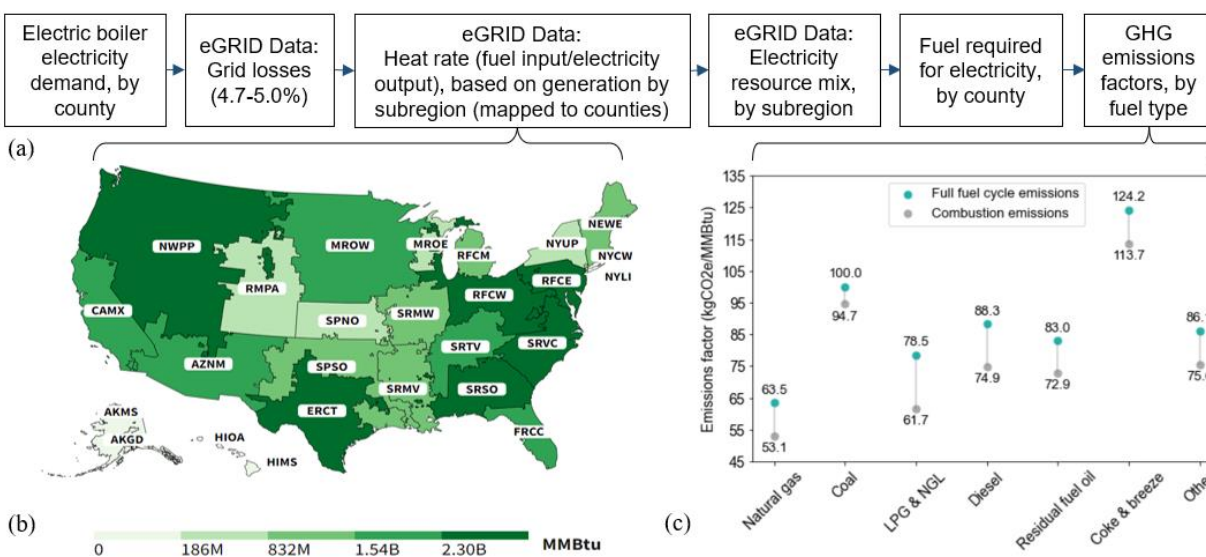 Electric boiler
electricity
demand, by
county
eGRID Data:
Grid losses
(4.7-5.0%)
eGRID Data:
Heat rate (fuel input/electricity
output), based on generation by
subregion (mapped to counties)
eGRID Data:
Electricity
resource mix,
by subregion
Fuel required
for electricity,
by county
GHG
emissions
factors, by
fuel type
(a)
NWPP
MROW
MROE
NEWE
NYUP
NYCW
RFCM
NYLI
RMPA
RFCE
RFCW
CAMX
SPNO
SRMW
SRVC
SRTV
AZNM
SPSO
SRMV
SRSO
ERCT
AKMS
AKGD
HIOA
HIMS
FRCC
(b)
0
186M
832M
1.54B
2.30B
MMBtu
(c)
Emissions factor (kgCO2e/MMBtu)
135
125
115
105
95
85
75
65
55
45
Full fuel cycle emissions
Combustion emissions
63.5
53.1
100.0
94.7
78.5
61.7
88.3
74.9
83.0
72.9
124.2
113.7
86.
75.
Natural gas
Coal
LPG & NGL
Diesel
Residual fuel oil
Coke & breeze
Othe